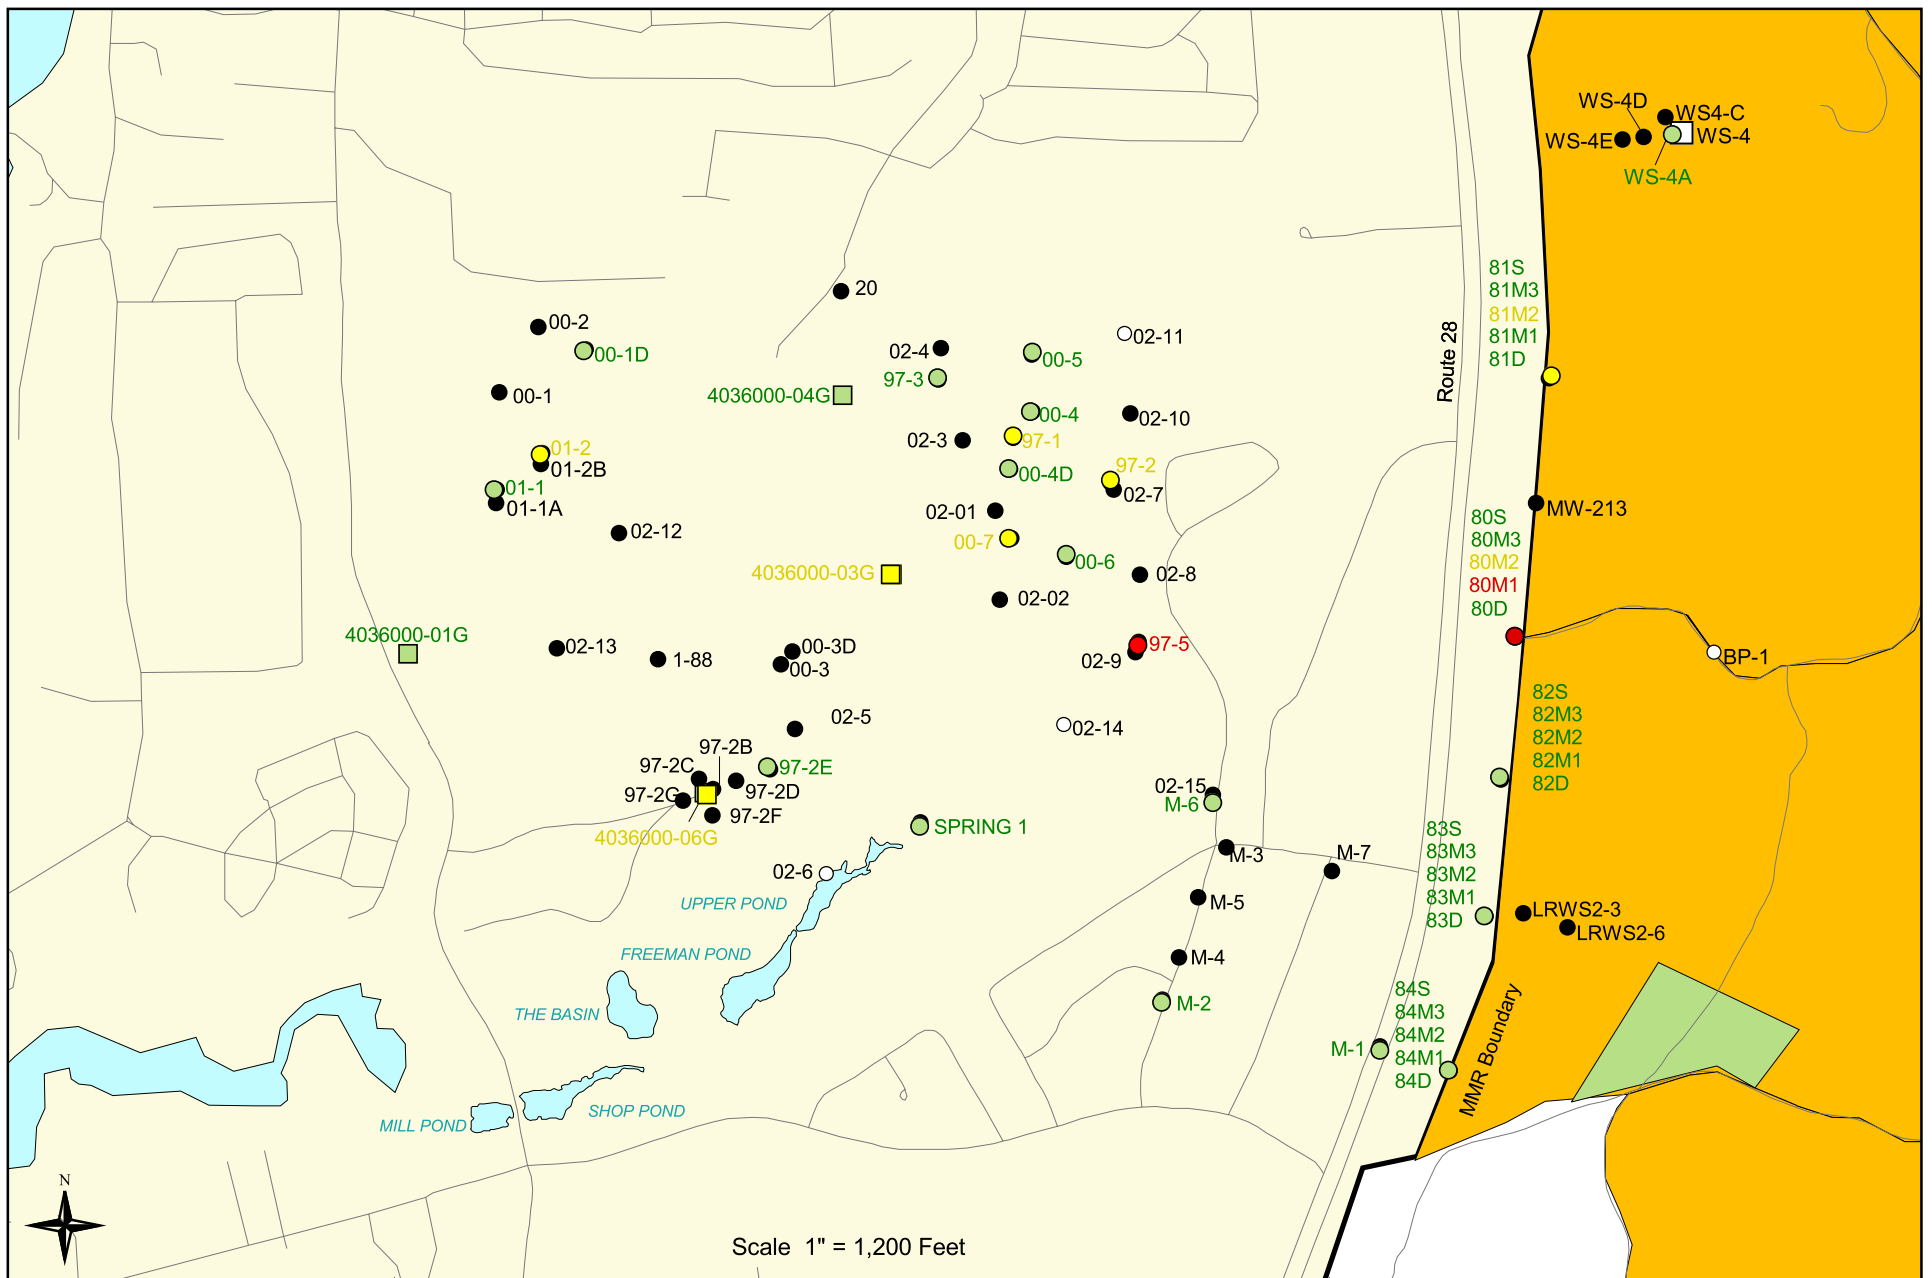 WS-4D
WS4-C
WS-4E
WS-4
WS-4A
81S
81M3
81M2
81M1
81D
20
00-2
00-1D
02-4
97-3
00-5
02-11
Route 28
00-1
4036000-04G
00-4
02-10
02-3
97-1
01-2
01-2B
00-4D
97-2
02-7
01-1
01-1A
02-01
MW-213
80S
80M3
80M2
80M1
80D
02-12
00-7
00-6
4036000-03G
02-8
02-02
4036000-01G
02-13
1-88
00-3D
00-3
97-5
02-9
BP-1
82S
82M3
82M2
82M1
82D
02-5
02-14
97-2B
97-2C
97-2E
97-2D
97-2G
97-2F
4036000-06G
02-15
M-6
SPRING 1
83S
83M3
83M2
83M1
83D
M-3
M-7
02-6
UPPER POND
M-5
LRWS2-3
LRWS2-6
FREEMAN POND
M-4
THE BASIN
M-2
84S
84M3
84M2
84M1
84D
M-1
MMR Boundary
SHOP POND
MILL POND
N
Scale 1" = 1,200 Feet